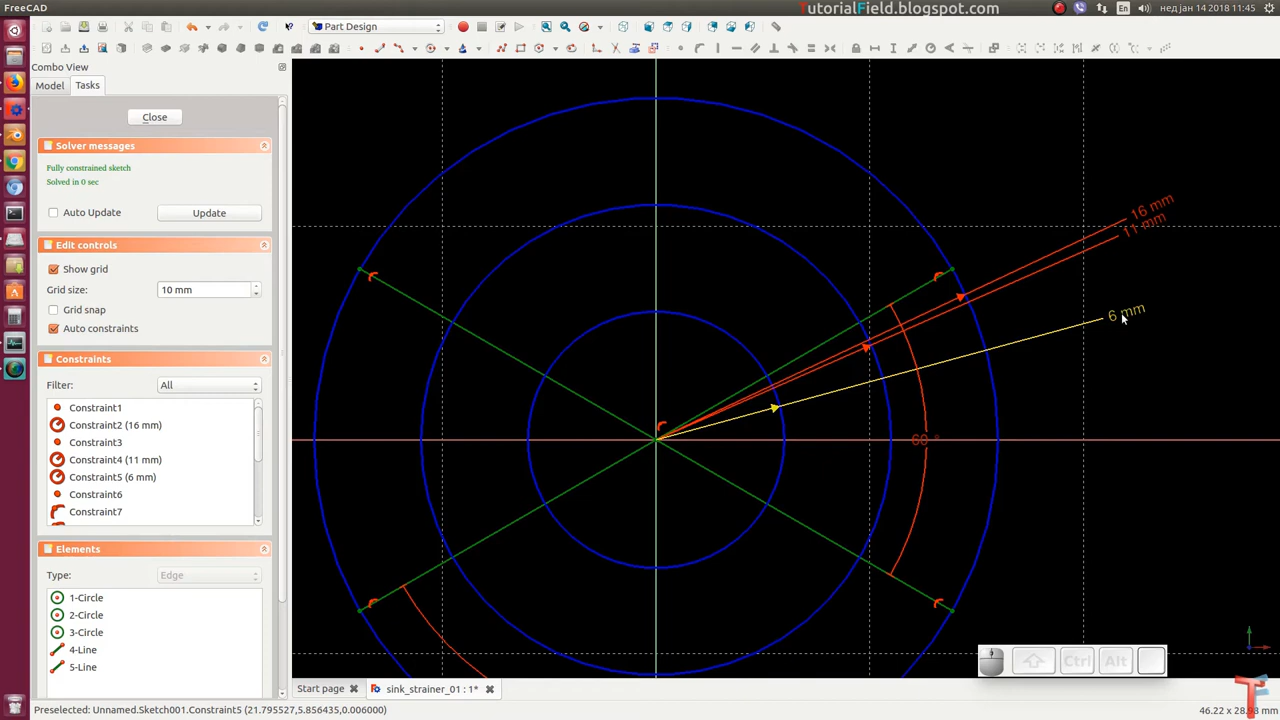 FreeCAD
TutorialField.blogspot.com
En
нед јан 14 2018 11:45
Part Design
Combo View
Model
Tasks
Close
Solver messages
Fully constrained sketch
Solved in 0 sec
Auto Update
Update
Edit controls
Show grid
Grid size:
10 mm
Grid snap
Auto constraints
Constraints
Filter:
All
Constraint1
Constraint2 (16 mm)
Constraint3
Constraint4 (11 mm)
Constraint5 (6 mm)
Constraint6
Constraint7
Elements
Type:
Edge
1-Circle
2-Circle
3-Circle
4-Line
5-Line
16 mm
11 mm
6 mm
60 °
Ctrl
Alt
Start page
sink_strainer_01 : 1*
Preselected: Unnamed.Sketch001.Constraint5 (21.795527,5.856435,0.006000)
46.22 x 28.98 mm